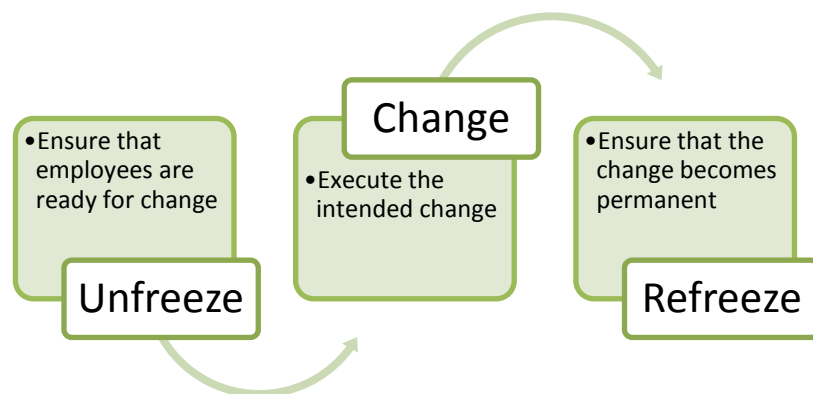 •Ensure that
employees are
ready for change
Unfreeze
Change
•Execute the
intended change
•Ensure that the
change becomes
permanent
Refreeze